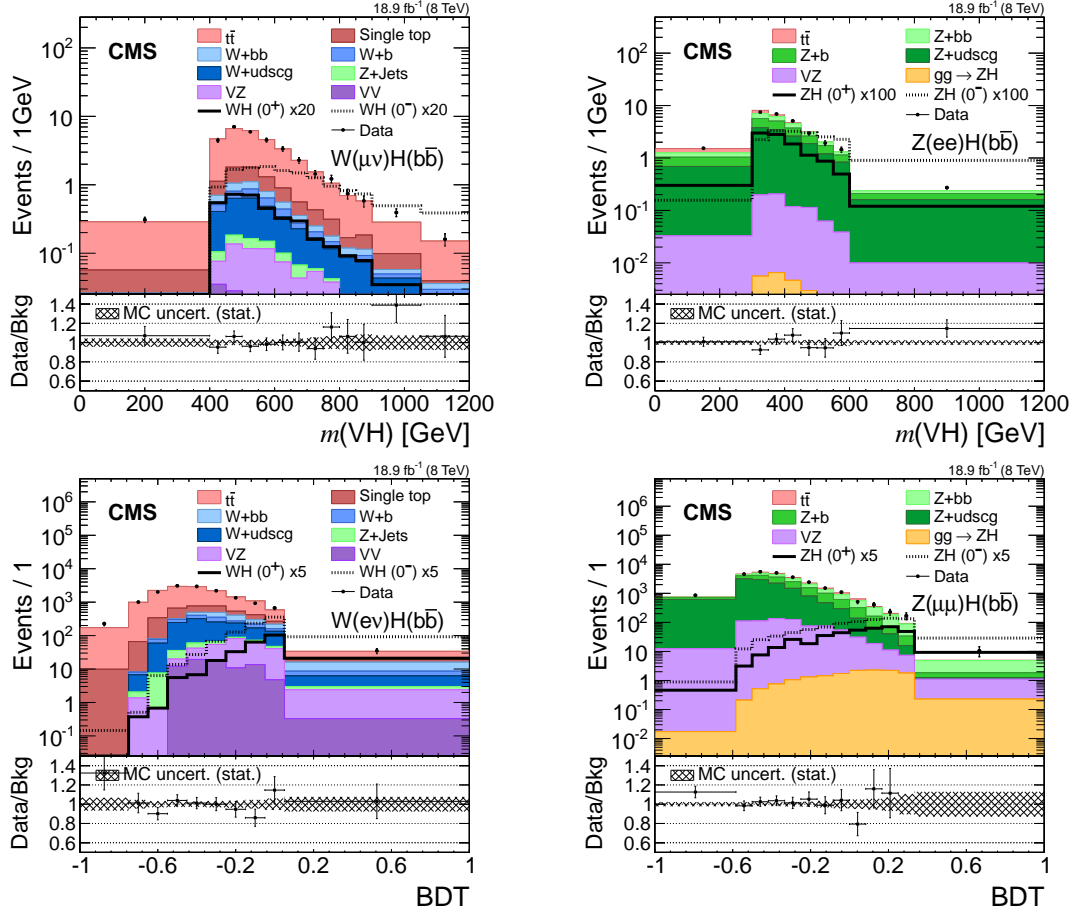 18.9 fb⁻¹ (8 TeV)
CMS
tt̄
Single top
W+bb
W+b
W+udscg
Z+Jets
VZ
VV
WH (0⁺) x20
WH (0⁻) x20
Data
W(μν)H(bb̄)
Events / 1GeV
10²
10
1
10⁻¹
MC uncert. (stat.)
Data/Bkg
1.4
1.2
1.0
0.8
0.6
0 200 400 600 800 1000 1200
m(VH) [GeV]
18.9 fb⁻¹ (8 TeV)
CMS
tt̄
Z+bb
Z+b
Z+udscg
VZ
gg → ZH
ZH (0⁺) x100
ZH (0⁻) x100
Data
Z(ee)H(bb̄)
Events / 1GeV
10²
10
1
10⁻¹
10⁻²
MC uncert. (stat.)
Data/Bkg
1.4
1.2
1.0
0.8
0.6
0 200 400 600 800 1000 1200
m(VH) [GeV]
18.9 fb⁻¹ (8 TeV)
CMS
tt̄
Single top
W+bb
W+b
W+udscg
Z+Jets
VZ
VV
WH (0⁺) x5
WH (0⁻) x5
Data
W(eν)H(bb̄)
Events / 1
10⁶
10⁵
10⁴
10³
10²
10
1
10⁻¹
MC uncert. (stat.)
Data/Bkg
1.4
1.2
1.0
0.8
0.6
-1 -0.6 -0.2 0.2 0.6 1
BDT
18.9 fb⁻¹ (8 TeV)
CMS
tt̄
Z+bb
Z+b
Z+udscg
VZ
gg → ZH
ZH (0⁺) x5
ZH (0⁻) x5
Data
Z(μμ)H(bb̄)
Events / 1
10⁶
10⁵
10⁴
10³
10²
10
1
10⁻¹
10⁻²
MC uncert. (stat.)
Data/Bkg
1.4
1.2
1.0
0.8
0.6
-1 -0.6 -0.2 0.2 0.6 1
BDT